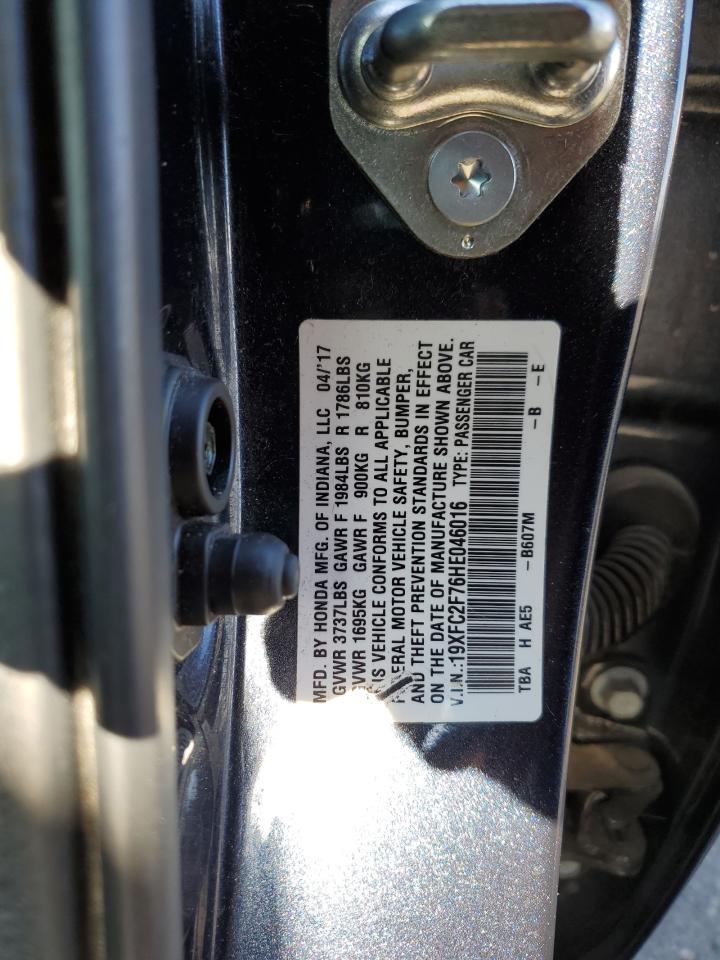 MFD. BY HONDA MFG. OF INDIANA, LLC 04/'17
GVWR 3737LBS GAWR F 1984LBS R 1786LBS
GVWR 1695KG GAWR F 900KG R 810KG
IS VEHICLE CONFORMS TO ALL APPLICABLE
ERAL MOTOR VEHICLE SAFETY, BUMPER,
AND THEFT PREVENTION STANDARDS IN EFFECT
ON THE DATE OF MANUFACTURE SHOWN ABOVE.
V.I.N.:19XFC2F76HE046016 TYPE: PASSENGER CAR
TBA H AE5 -B607M -B -E